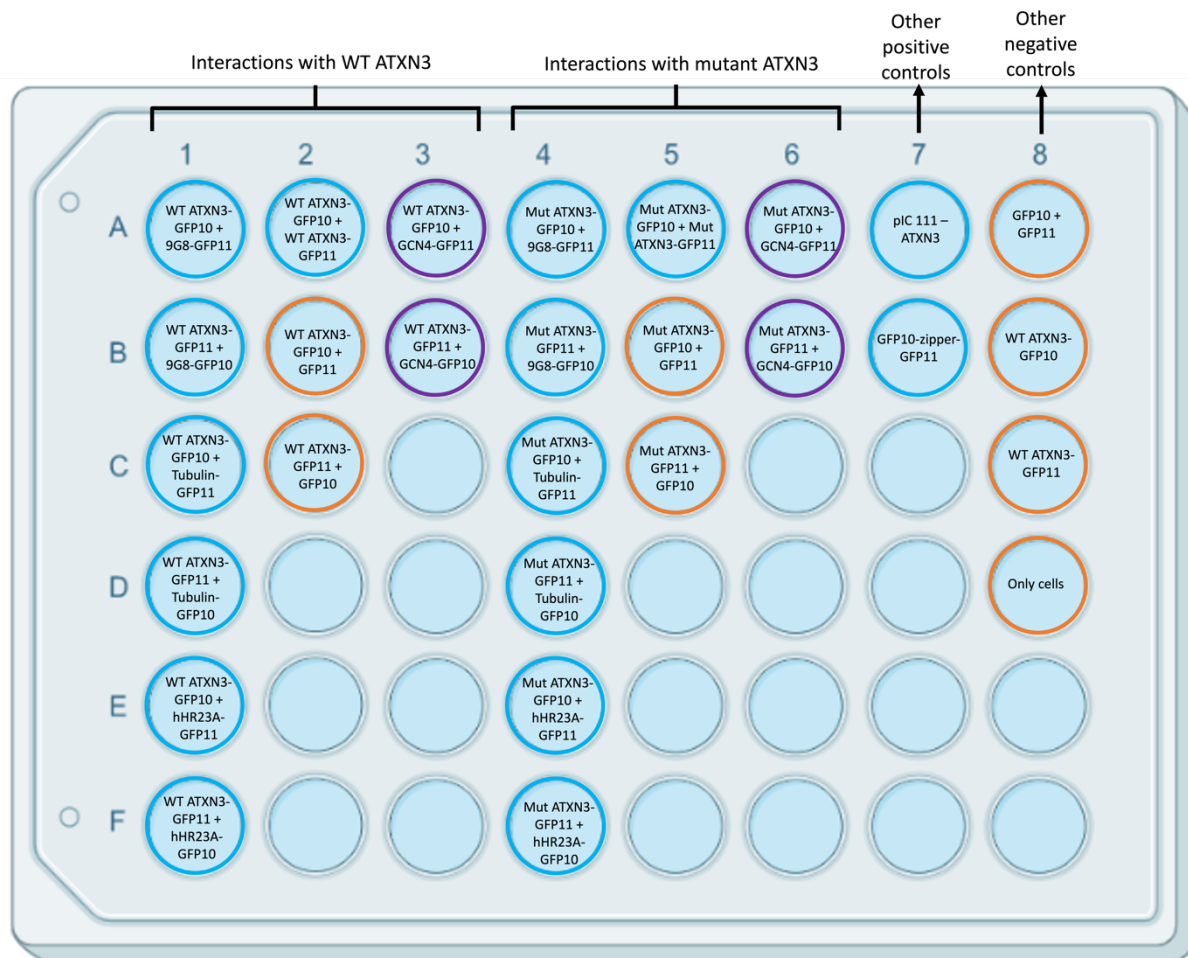 Interactions with WT ATXN3
Interactions with mutant ATXN3
Other
positive
controls
Other
negative
controls
1 2 3 4 5 6 7 8
A
WT ATXN3-
GFP10 +
9G8-GFP11
WT ATXN3-
GFP10 +
WT ATXN3-
GFP11
WT ATXN3-
GFP10 +
GCN4-GFP11
Mut ATXN3-
GFP10 +
9G8-GFP11
Mut ATXN3-
GFP10 + Mut
ATXN3-GFP11
Mut ATXN3-
GFP10 +
GCN4-GFP11
pIC 111 –
ATXN3
GFP10 +
GFP11
B
WT ATXN3-
GFP11 +
9G8-GFP10
WT ATXN3-
GFP10 +
GFP11
WT ATXN3-
GFP11 +
GCN4-GFP10
Mut ATXN3-
GFP11 +
9G8-GFP10
Mut ATXN3-
GFP10 +
GFP11
Mut ATXN3-
GFP11 +
GCN4-GFP10
GFP10-zipper-
GFP11
WT ATXN3-
GFP10
C
WT ATXN3-
GFP10 +
Tubulin-
GFP11
WT ATXN3-
GFP11 +
GFP10
Mut ATXN3-
GFP10 +
Tubulin-
GFP11
Mut ATXN3-
GFP11 +
GFP10
WT ATXN3-
GFP11
D
WT ATXN3-
GFP11 +
Tubulin-
GFP10
Mut ATXN3-
GFP11 +
Tubulin-
GFP10
Only cells
E
WT ATXN3-
GFP10 +
hHR23A-
GFP11
Mut ATXN3-
GFP10 +
hHR23A-
GFP11
F
WT ATXN3-
GFP11 +
hHR23A-
GFP10
Mut ATXN3-
GFP11 +
hHR23A-
GFP10